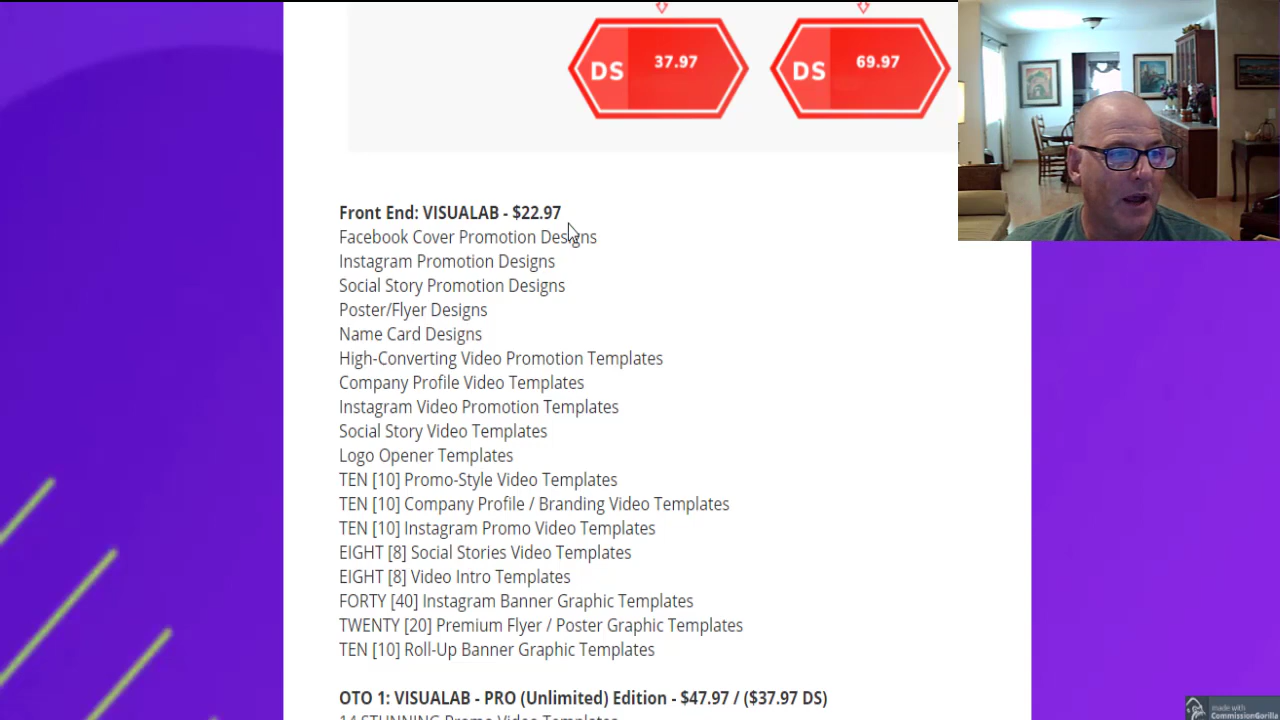 DS 37.97
DS 69.97
Front End: VISUALAB - $22.97
Facebook Cover Promotion Designs
Instagram Promotion Designs
Social Story Promotion Designs
Poster/Flyer Designs
Name Card Designs
High-Converting Video Promotion Templates
Company Profile Video Templates
Instagram Video Promotion Templates
Social Story Video Templates
Logo Opener Templates
TEN [10] Promo-Style Video Templates
TEN [10] Company Profile / Branding Video Templates
TEN [10] Instagram Promo Video Templates
EIGHT [8] Social Stories Video Templates
EIGHT [8] Video Intro Templates
FORTY [40] Instagram Banner Graphic Templates
TWENTY [20] Premium Flyer / Poster Graphic Templates
TEN [10] Roll-Up Banner Graphic Templates
OTO 1: VISUALAB - PRO (Unlimited) Edition - $47.97 / ($37.97 DS)
14 STUNNING Promo Video Templates
made with
CommissionGorilla